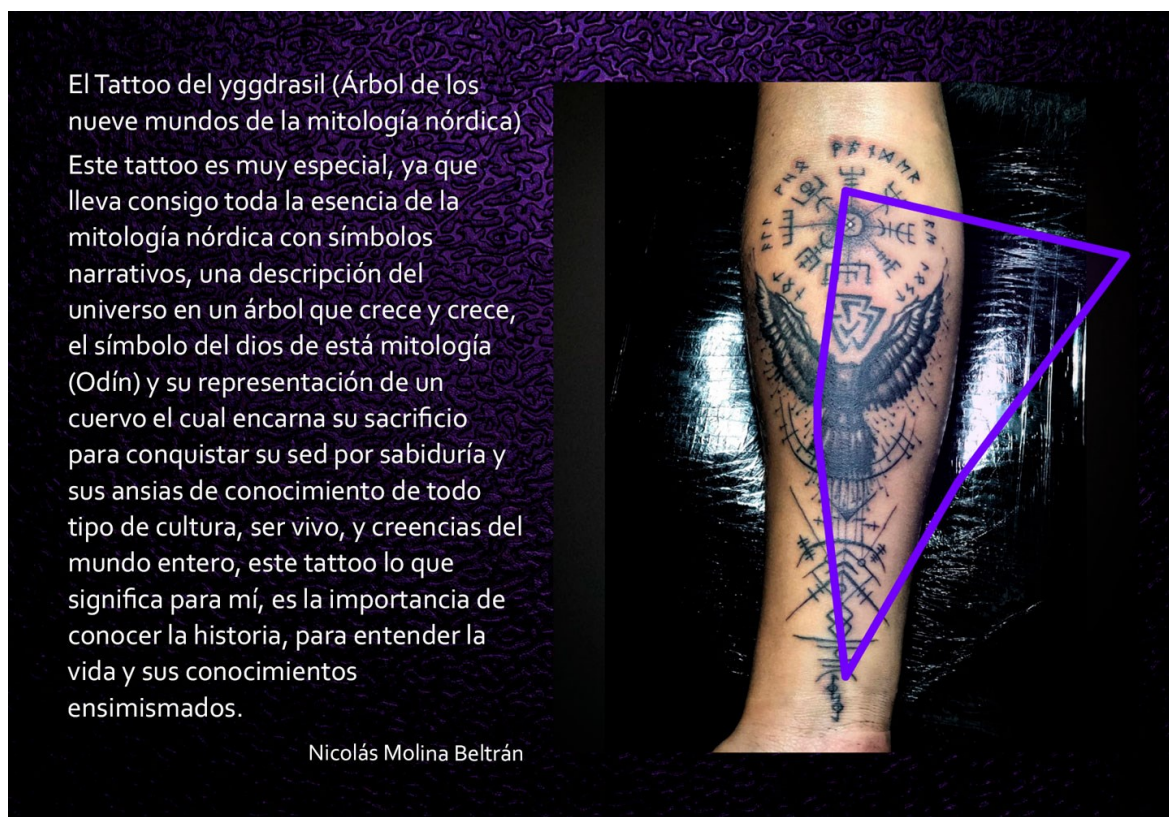 El Tattoo del yggdrasil (Árbol de los
nueve mundos de la mitología nórdica)
Este tattoo es muy especial, ya que
lleva consigo toda la esencia de la
mitología nórdica con símbolos
narrativos, una descripción del
universo en un árbol que crece y crece,
el símbolo del dios de está mitología
(Odín) y su representación de un
cuervo el cual encarna su sacrificio
para conquistar su sed por sabiduría y
sus ansias de conocimiento de todo
tipo de cultura, ser vivo, y creencias del
mundo entero, este tattoo lo que
significa para mí, es la importancia de
conocer la historia, para entender la
vida y sus conocimientos
ensimismados.
Nicolás Molina Beltrán